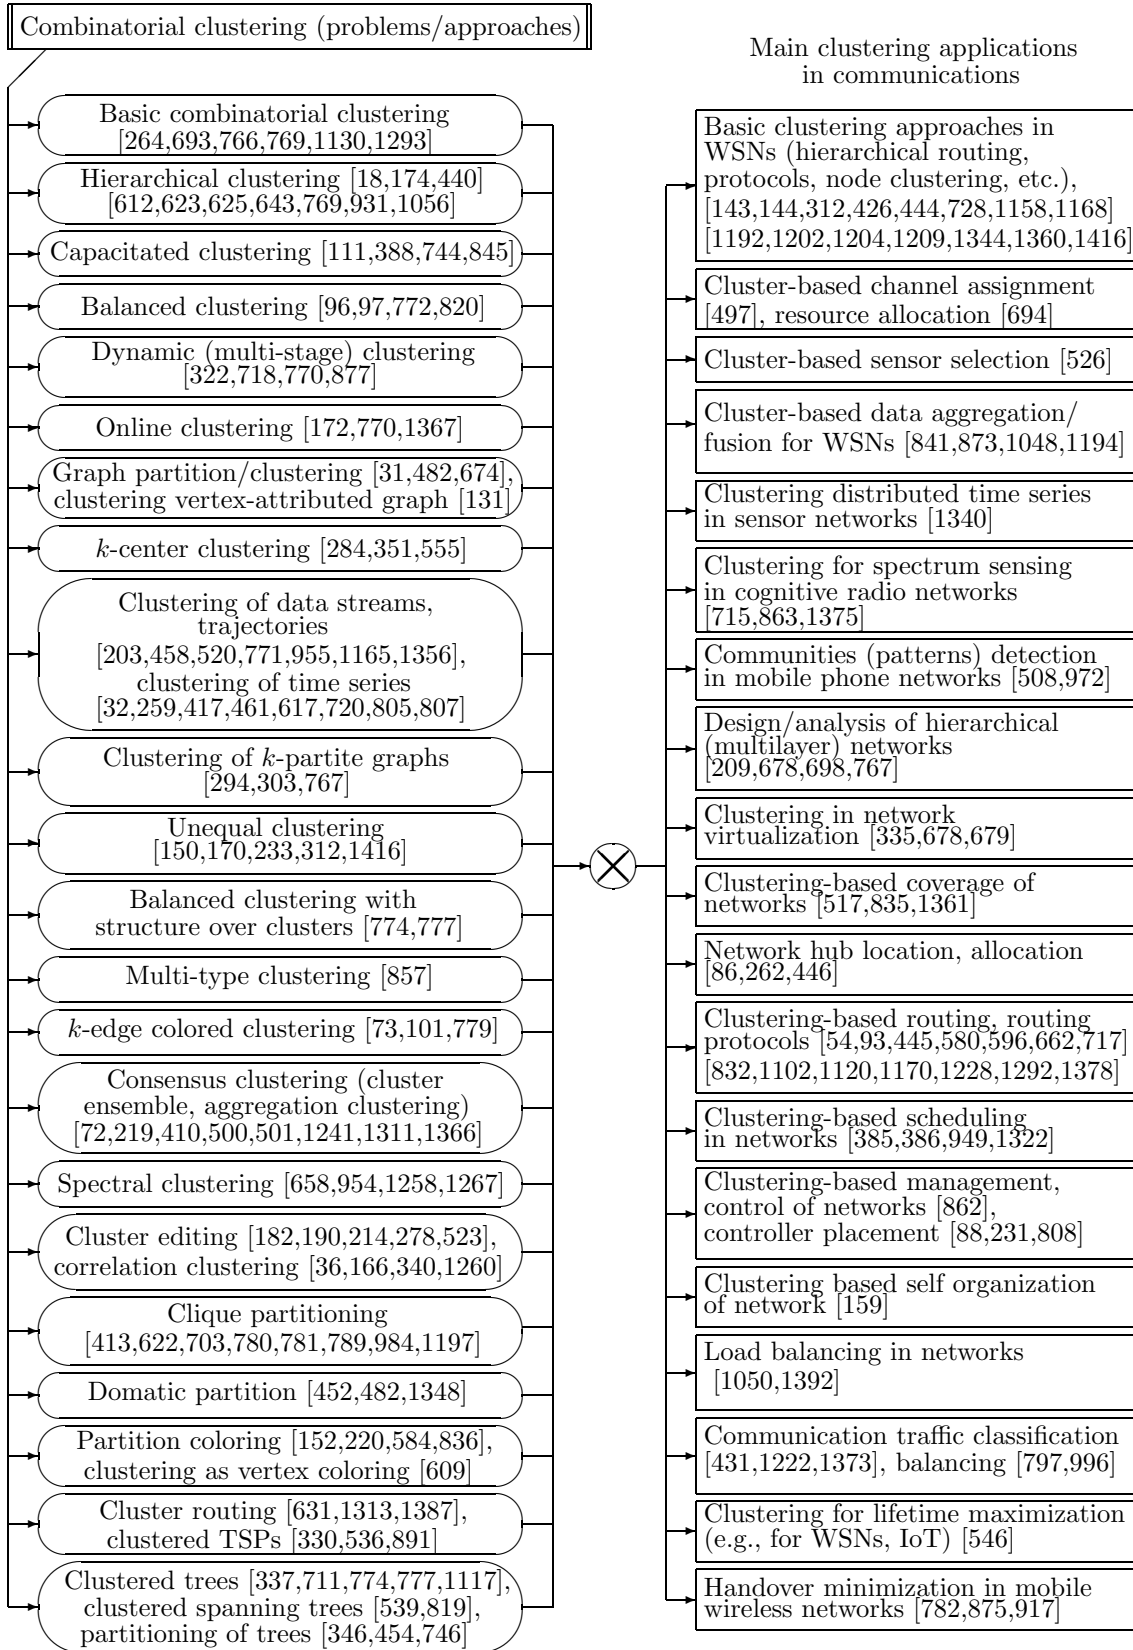 Combinatorial clustering (problems/approaches)
Basic combinatorial clustering
[264,693,766,769,1130,1293]
Hierarchical clustering [18,174,440]
[612,623,625,643,769,931,1056]
Capacitated clustering [111,388,744,845]
Balanced clustering [96,97,772,820]
Dynamic (multi-stage) clustering
[322,718,770,877]
Online clustering [172,770,1367]
Graph partition/clustering [31,482,674],
clustering vertex-attributed graph [131]
k-center clustering [284,351,555]
Clustering of data streams,
trajectories
[203,458,520,771,955,1165,1356],
clustering of time series
[32,259,417,461,617,720,805,807]
Clustering of k-partite graphs
[294,303,767]
Unequal clustering
[150,170,233,312,1416]
Balanced clustering with
structure over clusters [774,777]
Multi-type clustering [857]
k-edge colored clustering [73,101,779]
Consensus clustering (cluster
ensemble, aggregation clustering)
[72,219,410,500,501,1241,1311,1366]
Spectral clustering [658,954,1258,1267]
Cluster editing [182,190,214,278,523],
correlation clustering [36,166,340,1260]
Clique partitioning
[413,622,703,780,781,789,984,1197]
Domatic partition [452,482,1348]
Partition coloring [152,220,584,836],
clustering as vertex coloring [609]
Cluster routing [631,1313,1387],
clustered TSPs [330,536,891]
Clustered trees [337,711,774,777,1117],
clustered spanning trees [539,819],
partitioning of trees [346,454,746]
Main clustering applications
in communications
Basic clustering approaches in
WSNs (hierarchical routing,
protocols, node clustering, etc.),
[143,144,312,426,444,728,1158,1168]
[1192,1202,1204,1209,1344,1360,1416]
Cluster-based channel assignment
[497], resource allocation [694]
Cluster-based sensor selection [526]
Cluster-based data aggregation/
fusion for WSNs [841,873,1048,1194]
Clustering distributed time series
in sensor networks [1340]
Clustering for spectrum sensing
in cognitive radio networks
[715,863,1375]
Communities (patterns) detection
in mobile phone networks [508,972]
Design/analysis of hierarchical
(multilayer) networks
[209,678,698,767]
Clustering in network
virtualization [335,678,679]
Clustering-based coverage of
networks [517,835,1361]
Network hub location, allocation
[86,262,446]
Clustering-based routing, routing
protocols [54,93,445,580,596,662,717]
[832,1102,1120,1170,1228,1292,1378]
Clustering-based scheduling
in networks [385,386,949,1322]
Clustering-based management,
control of networks [862],
controller placement [88,231,808]
Clustering based self organization
of network [159]
Load balancing in networks
[1050,1392]
Communication traffic classification
[431,1222,1373], balancing [797,996]
Clustering for lifetime maximization
(e.g., for WSNs, IoT) [546]
Handover minimization in mobile
wireless networks [782,875,917]